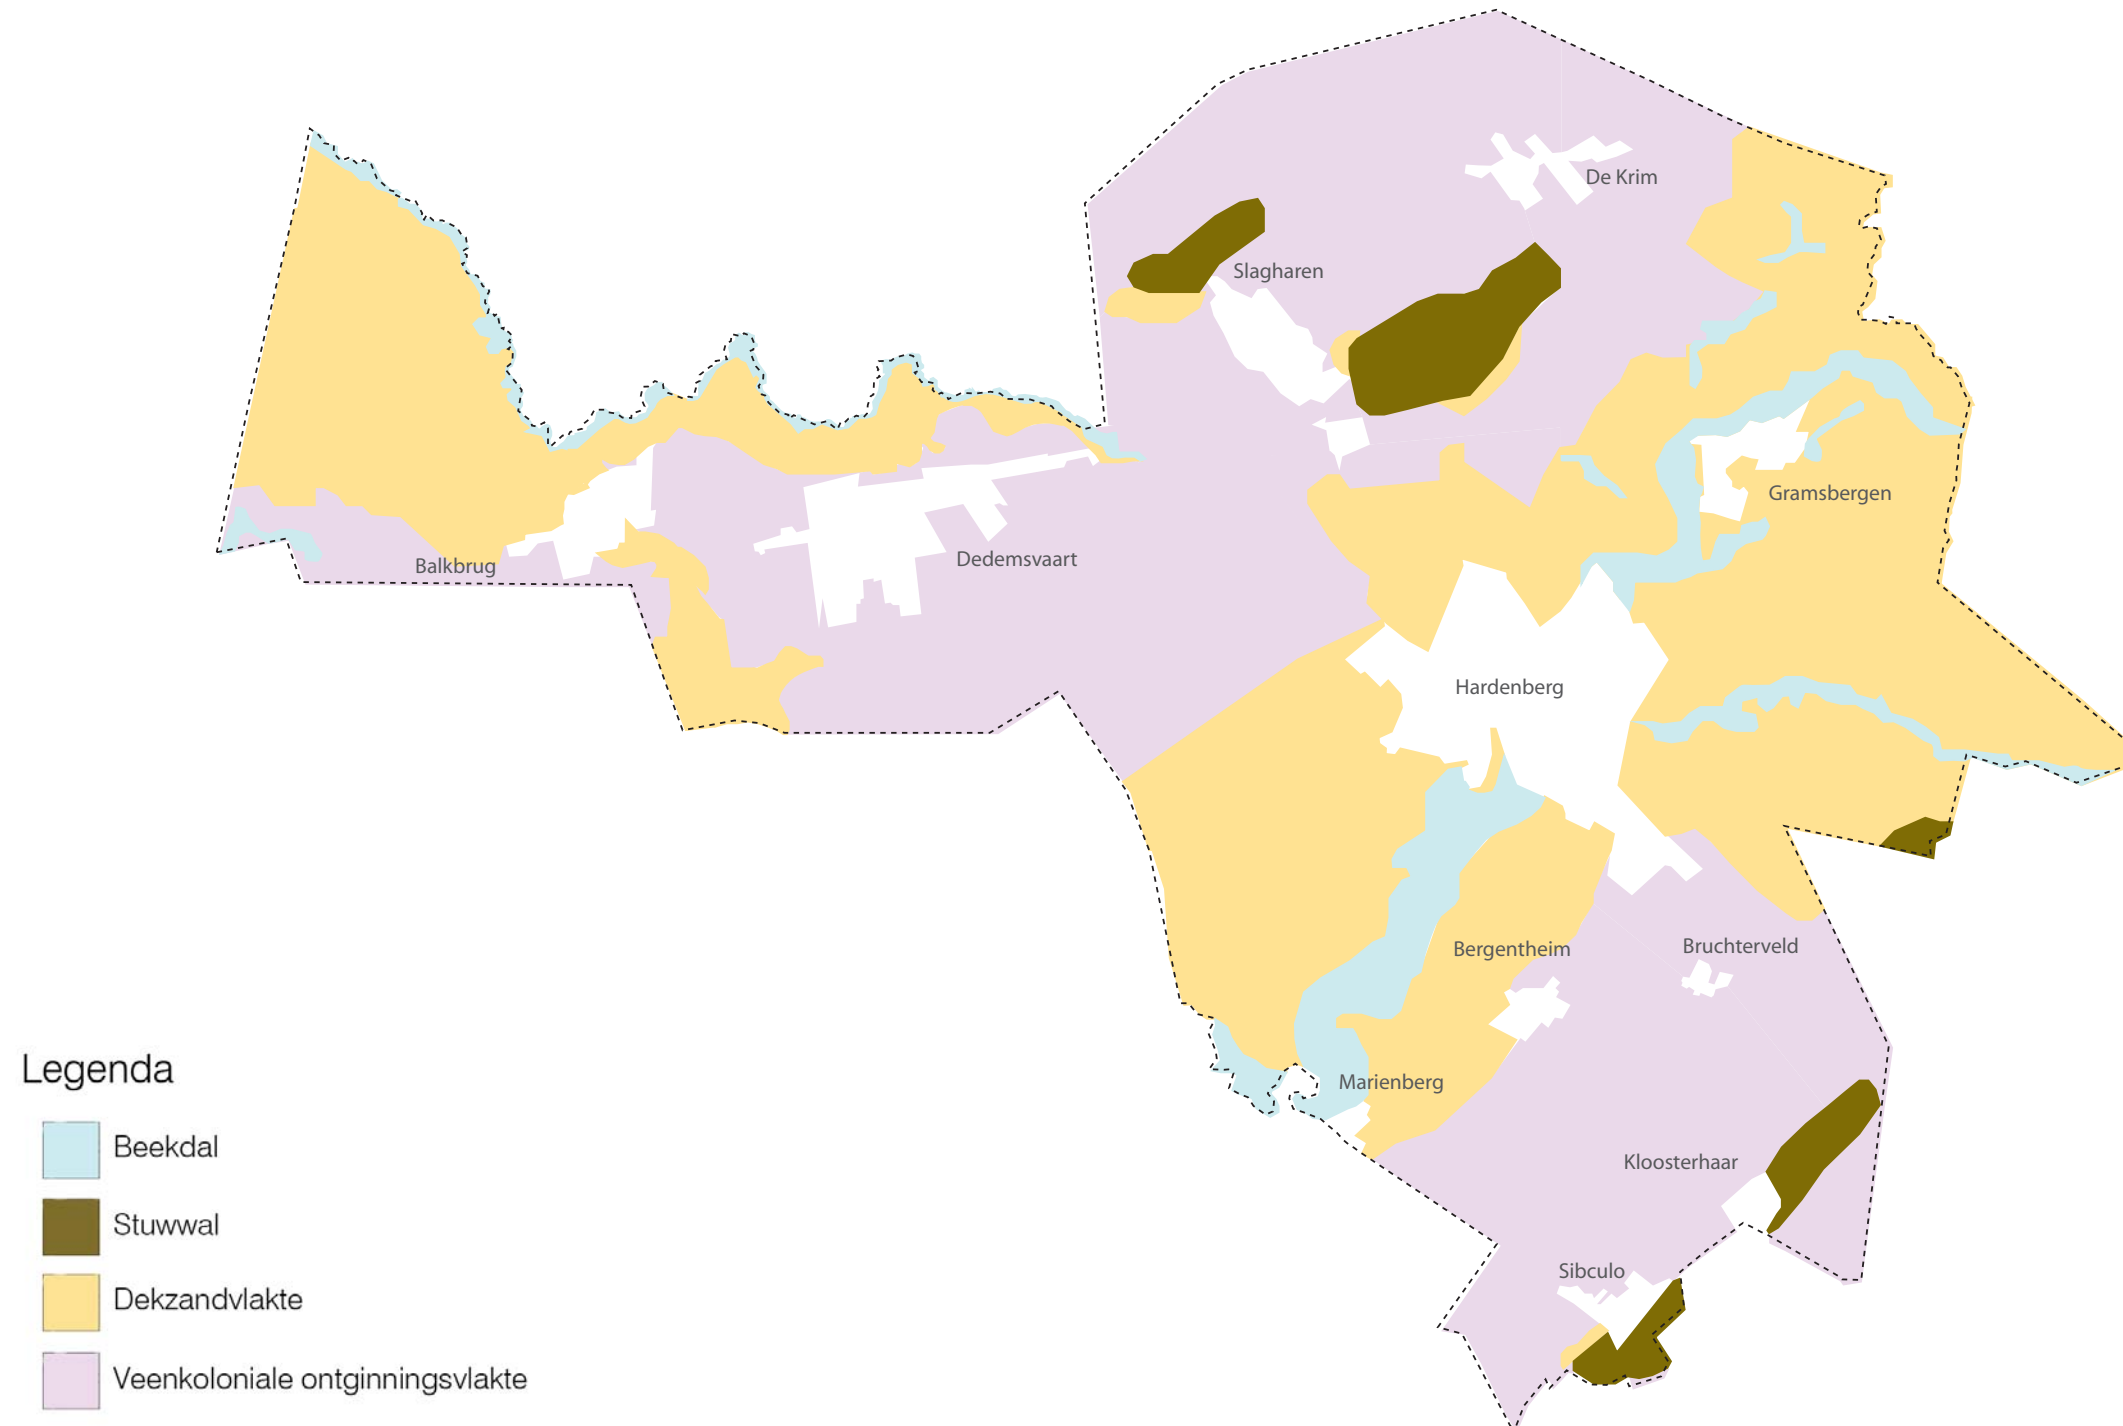 De Krim
Slagharen
Gramsbergen
Balkbrug
Dedemsvaart
Hardenberg
Bergentheim
Bruchterveld
Marienberg
Kloosterhaar
Sibculo
Legenda
Beekdal
Stuwwal
Dekzandvlakte
Veenkoloniale ontginningsvlakte